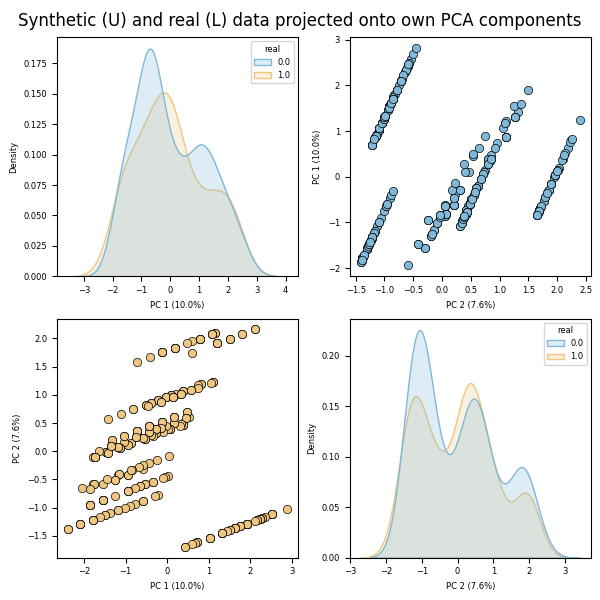 Synthetic (U) and real (L) data projected onto own PCA components
real
0.0
1.0
0.175
0.150
0.125
0.100
0.075
0.050
0.025
0.000
Density
−3 −2 −1 0 1 2 3 4
PC 1 (10.0%)
3
2
1
0
−1
−2
PC 1 (10.0%)
−1.5 −1.0 −0.5 0.0 0.5 1.0 1.5 2.0 2.5
PC 2 (7.6%)
2.0
1.5
1.0
0.5
0.0
−0.5
−1.0
−1.5
PC 2 (7.6%)
−2 −1 0 1 2 3
PC 1 (10.0%)
real
0.0
1.0
0.20
0.15
0.10
0.05
0.00
Density
−3 −2 −1 0 1 2 3
PC 2 (7.6%)